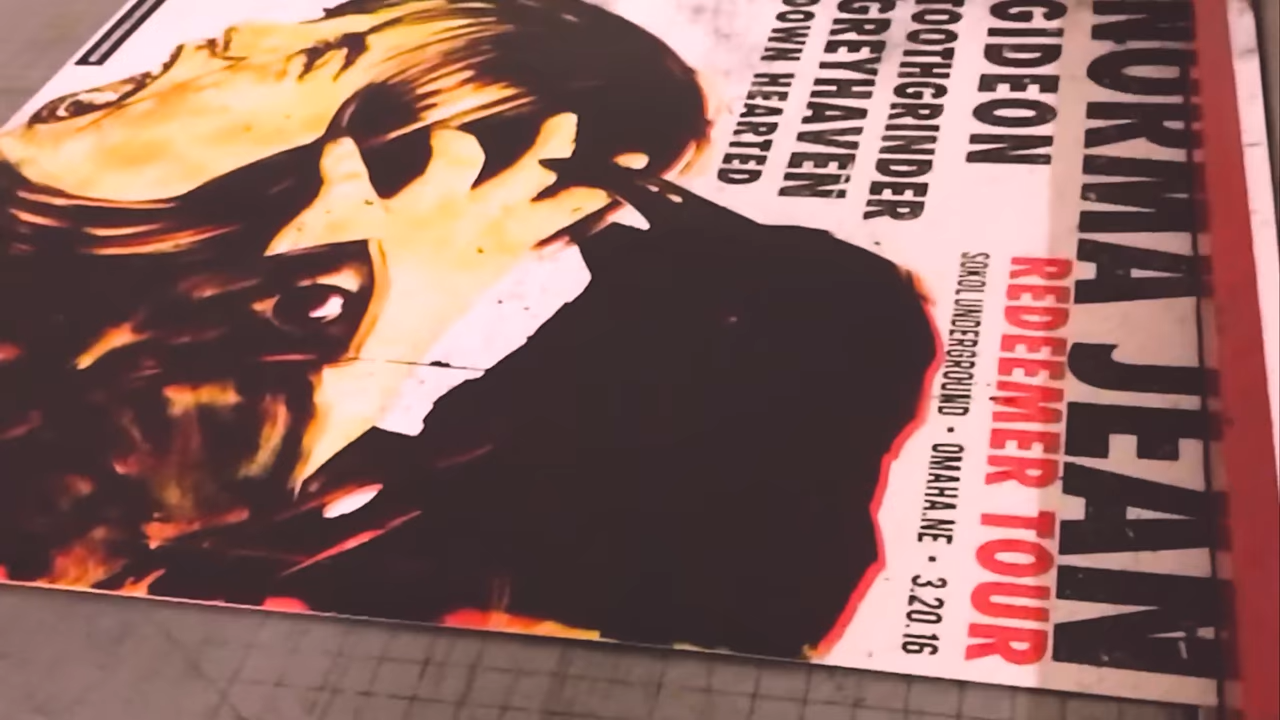 NORMA JEAN
REDEEMER TOUR
SOKOL UNDERGROUND • OMAHA.NE • 3.20.16
GIDEON
TOOTHGRINDER
GREYHAVEN
DOWN HEARTED